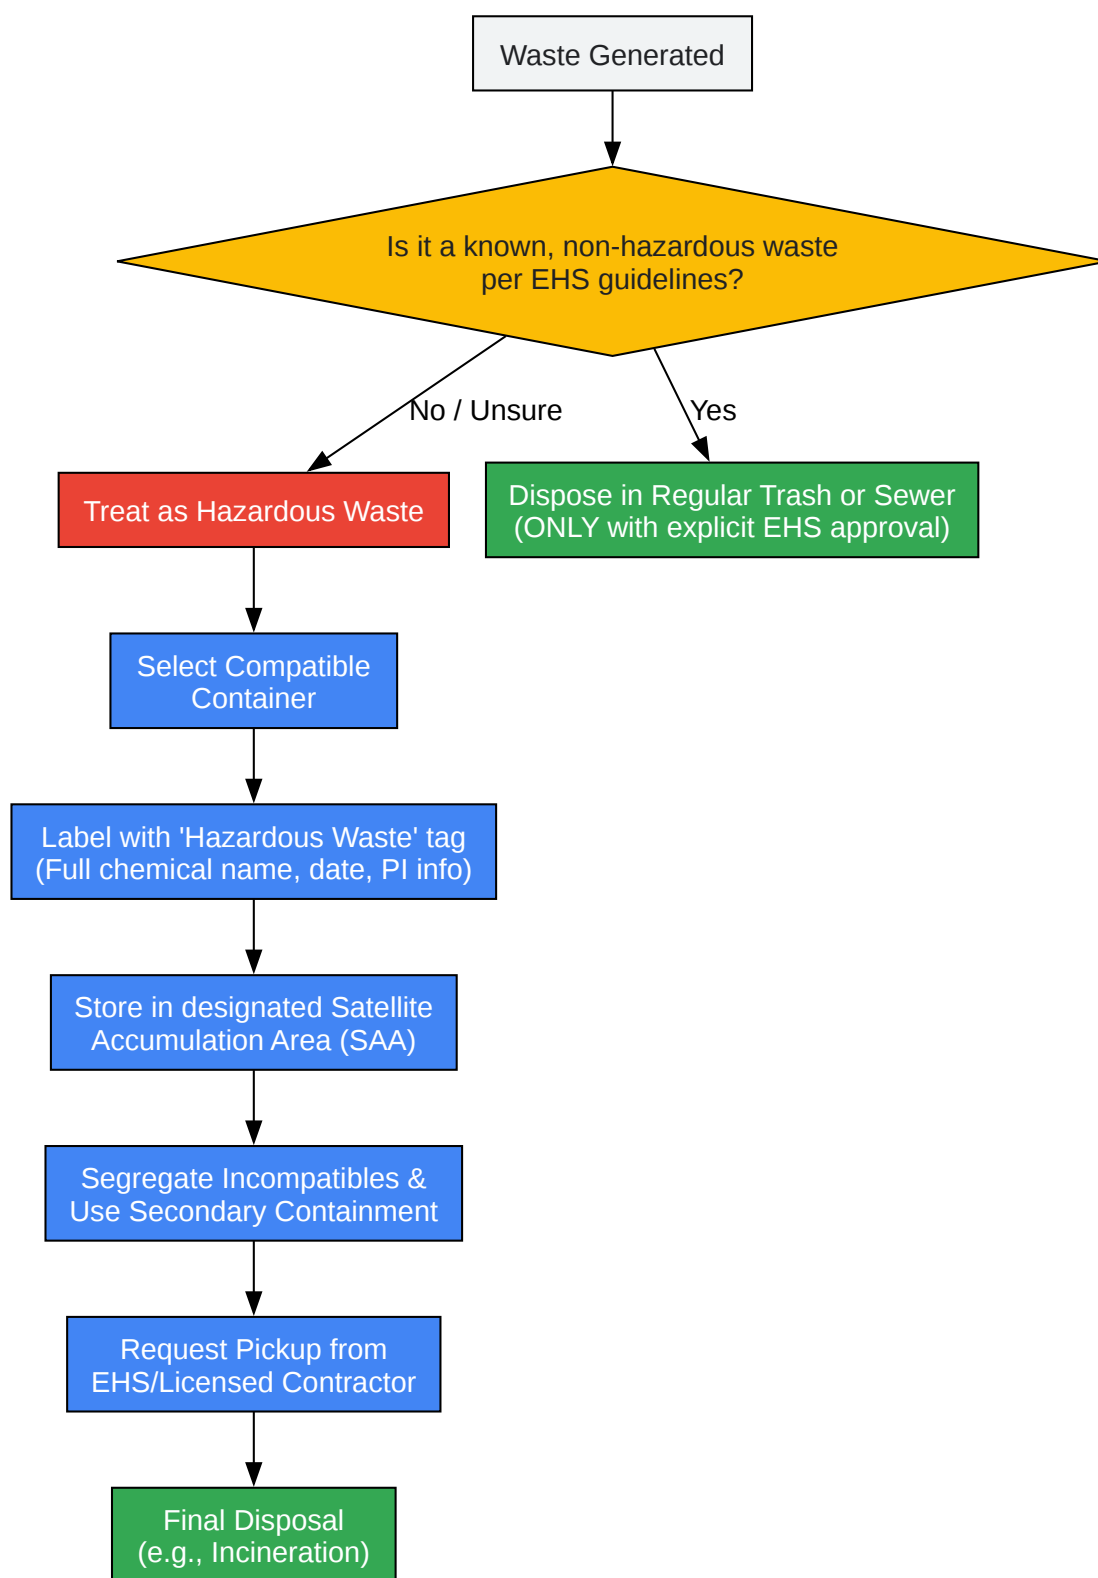 Waste Generated
Is it a known, non-hazardous waste
per EHS guidelines?
No / Unsure
Yes
Treat as Hazardous Waste
Dispose in Regular Trash or Sewer
(ONLY with explicit EHS approval)
Select Compatible
Container
Label with 'Hazardous Waste' tag
(Full chemical name, date, PI info)
Store in designated Satellite
Accumulation Area (SAA)
Segregate Incompatibles &
Use Secondary Containment
Request Pickup from
EHS/Licensed Contractor
Final Disposal
(e.g., Incineration)